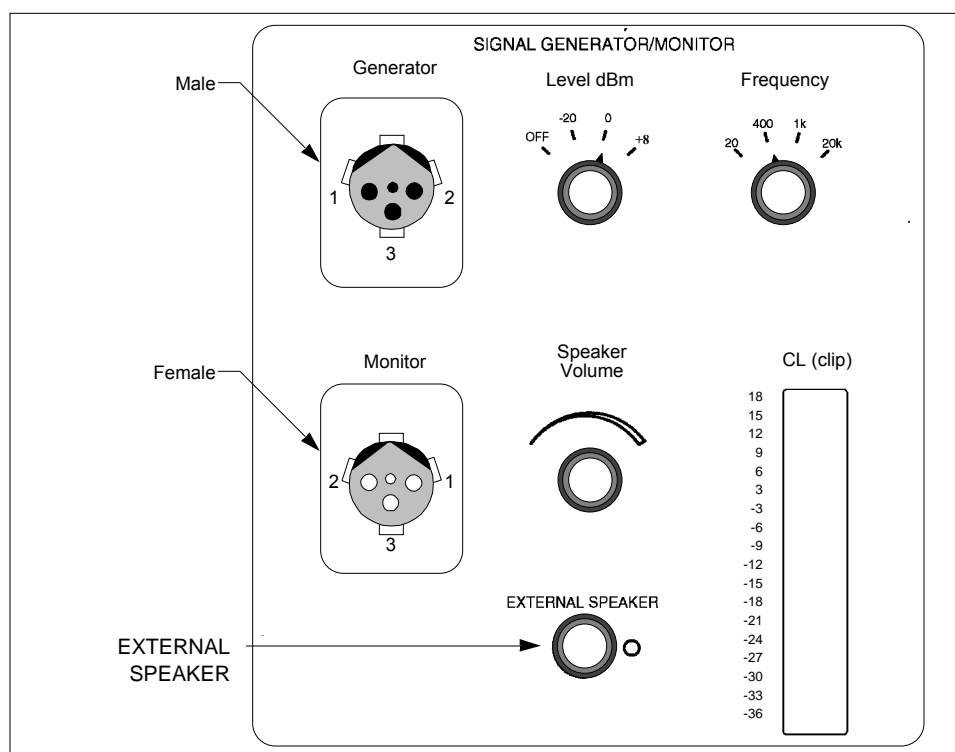 SIGNAL GENERATOR/MONITOR
Male
Generator
Level dBm
Frequency
OFF
-20
0
+8
20
400
1k
20k
1
2
3
Female
Monitor
Speaker
Volume
CL (clip)
2
1
3
18
15
12
9
6
3
-3
-6
-9
-12
-15
-18
-21
-24
-27
-30
-33
-36
EXTERNAL SPEAKER
EXTERNAL
SPEAKER